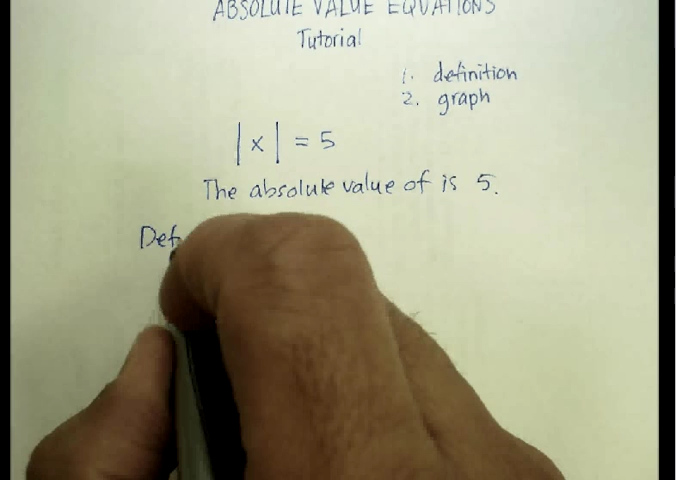 ABSOLUTE VALUE EQUATIONS
Tutorial
1. definition
2. graph
|x| = 5
The absolute value of is 5.
Def